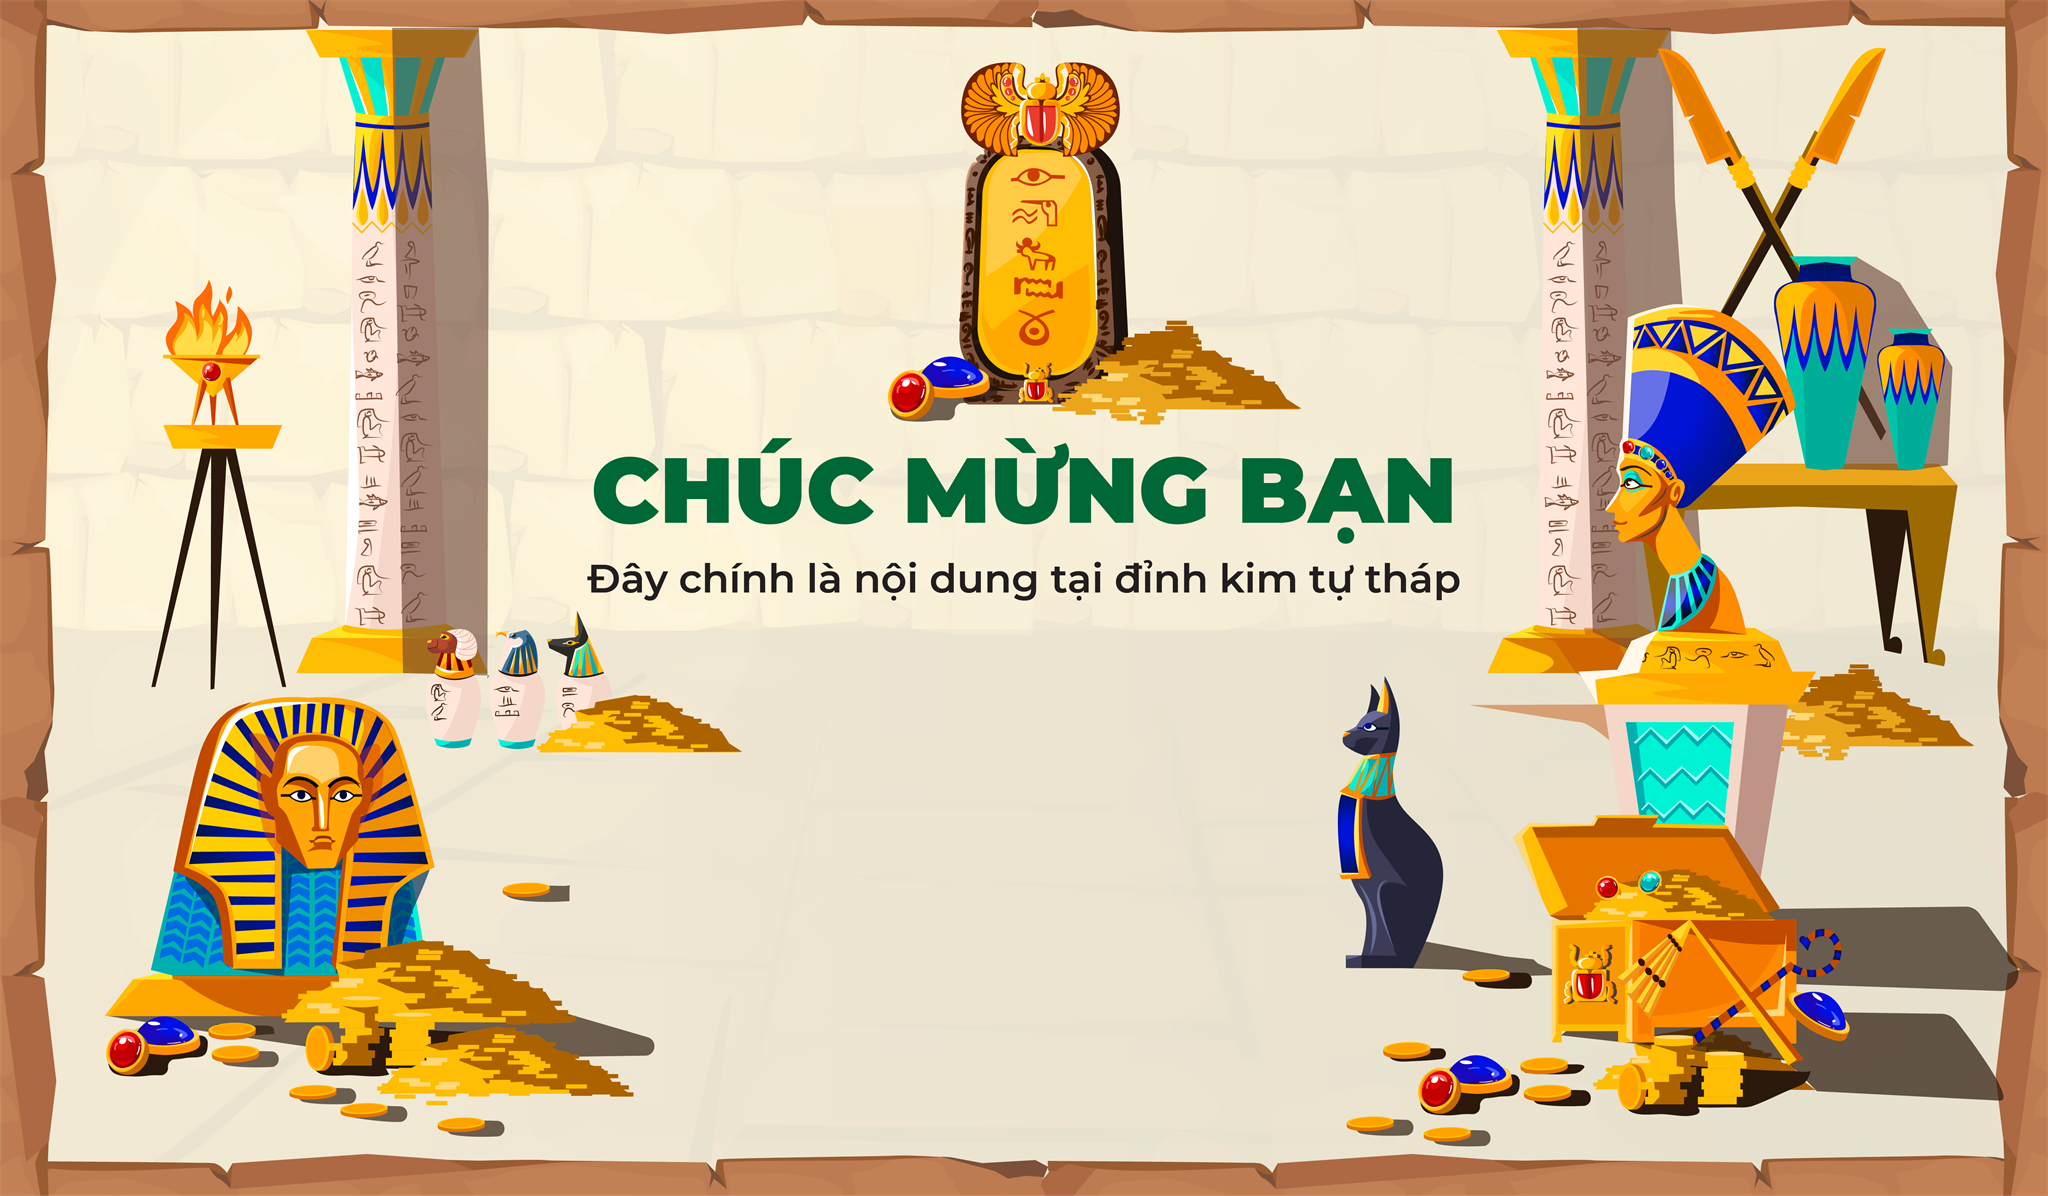 CHÚC MỪNG BẠN
Đây chính là nội dung tại đỉnh kim tự tháp